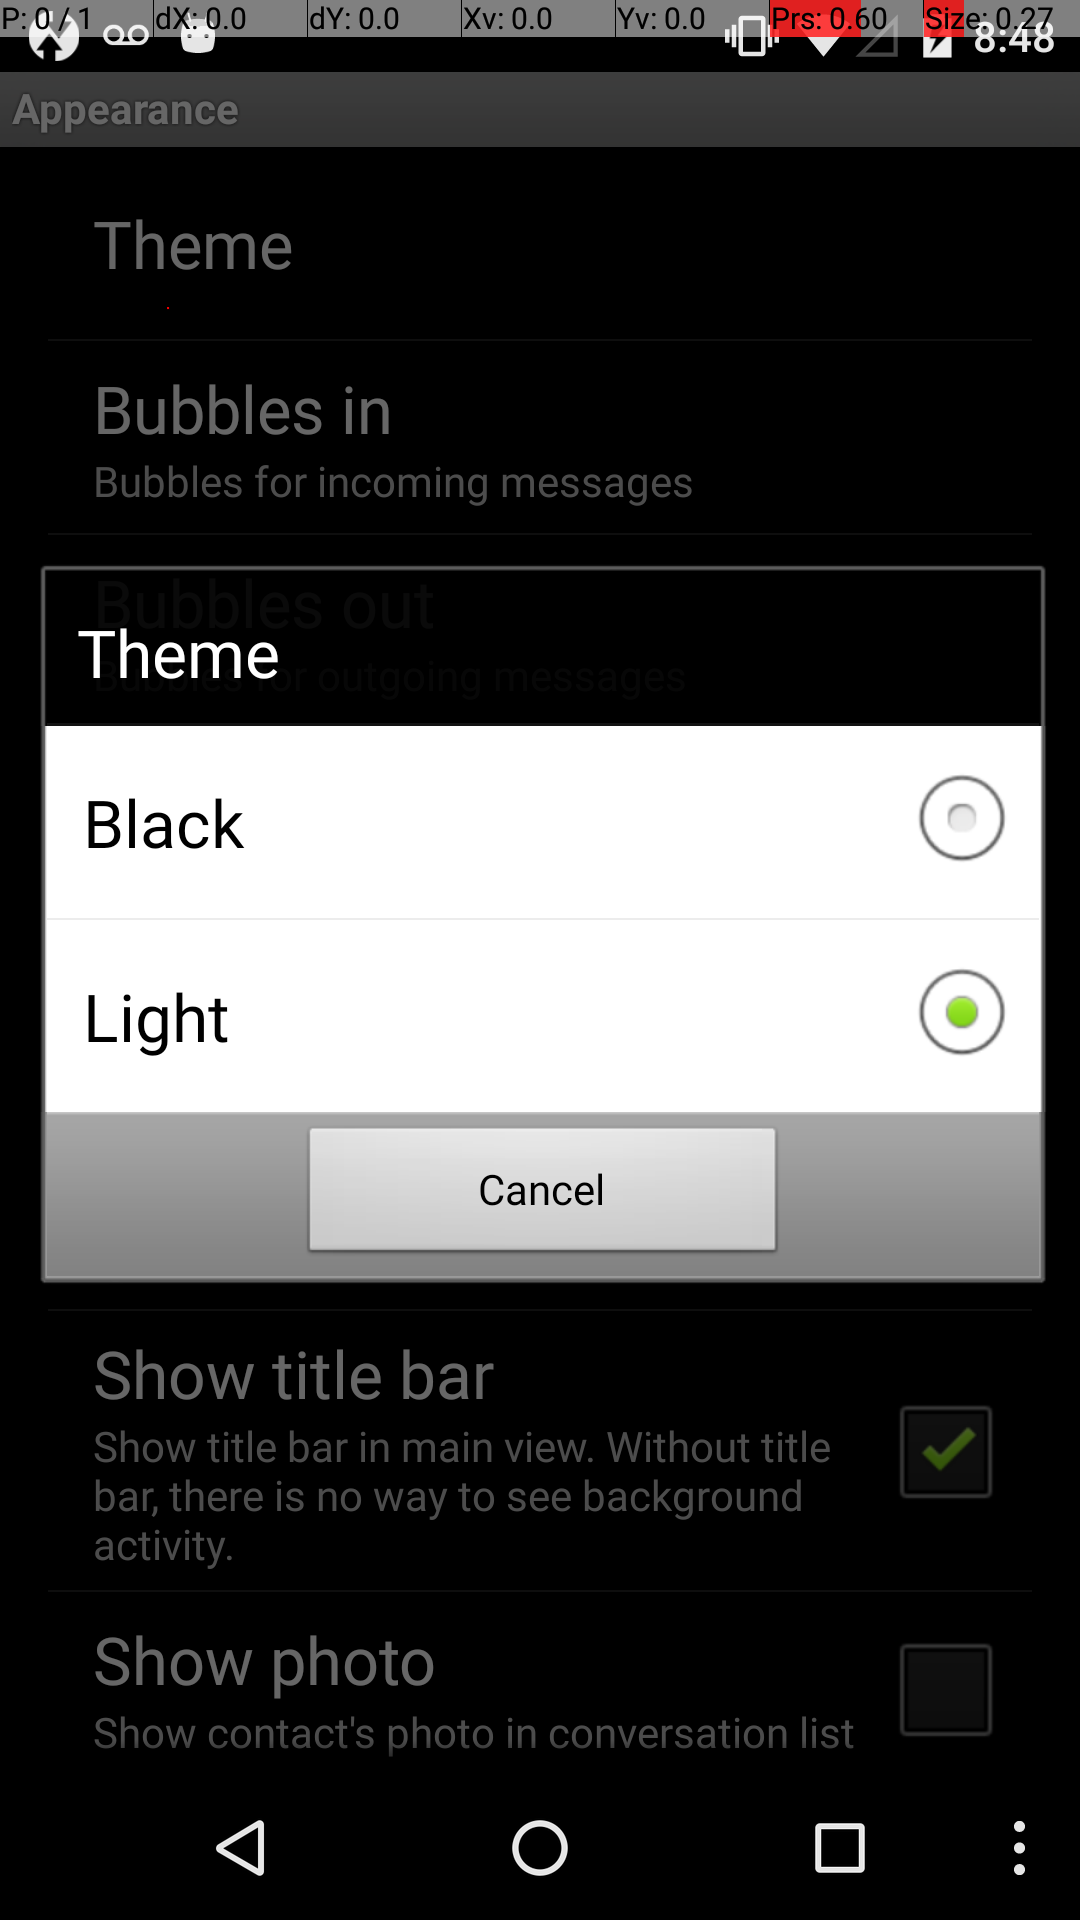 P: 0 / 1 dX: 0.0 dY: 0.0 Xv: 0.0 Yv: 0.0 Prs: 0.60 Size: 0.27
8:48
Appearance
Theme
Bubbles in
Bubbles for incoming messages
Bubbles out
Bubbles for outgoing messages
Theme
Black
Light
Cancel
Show title bar
Show title bar in main view. Without title
bar, there is no way to see background
activity.
Show photo
Show contact's photo in conversation list